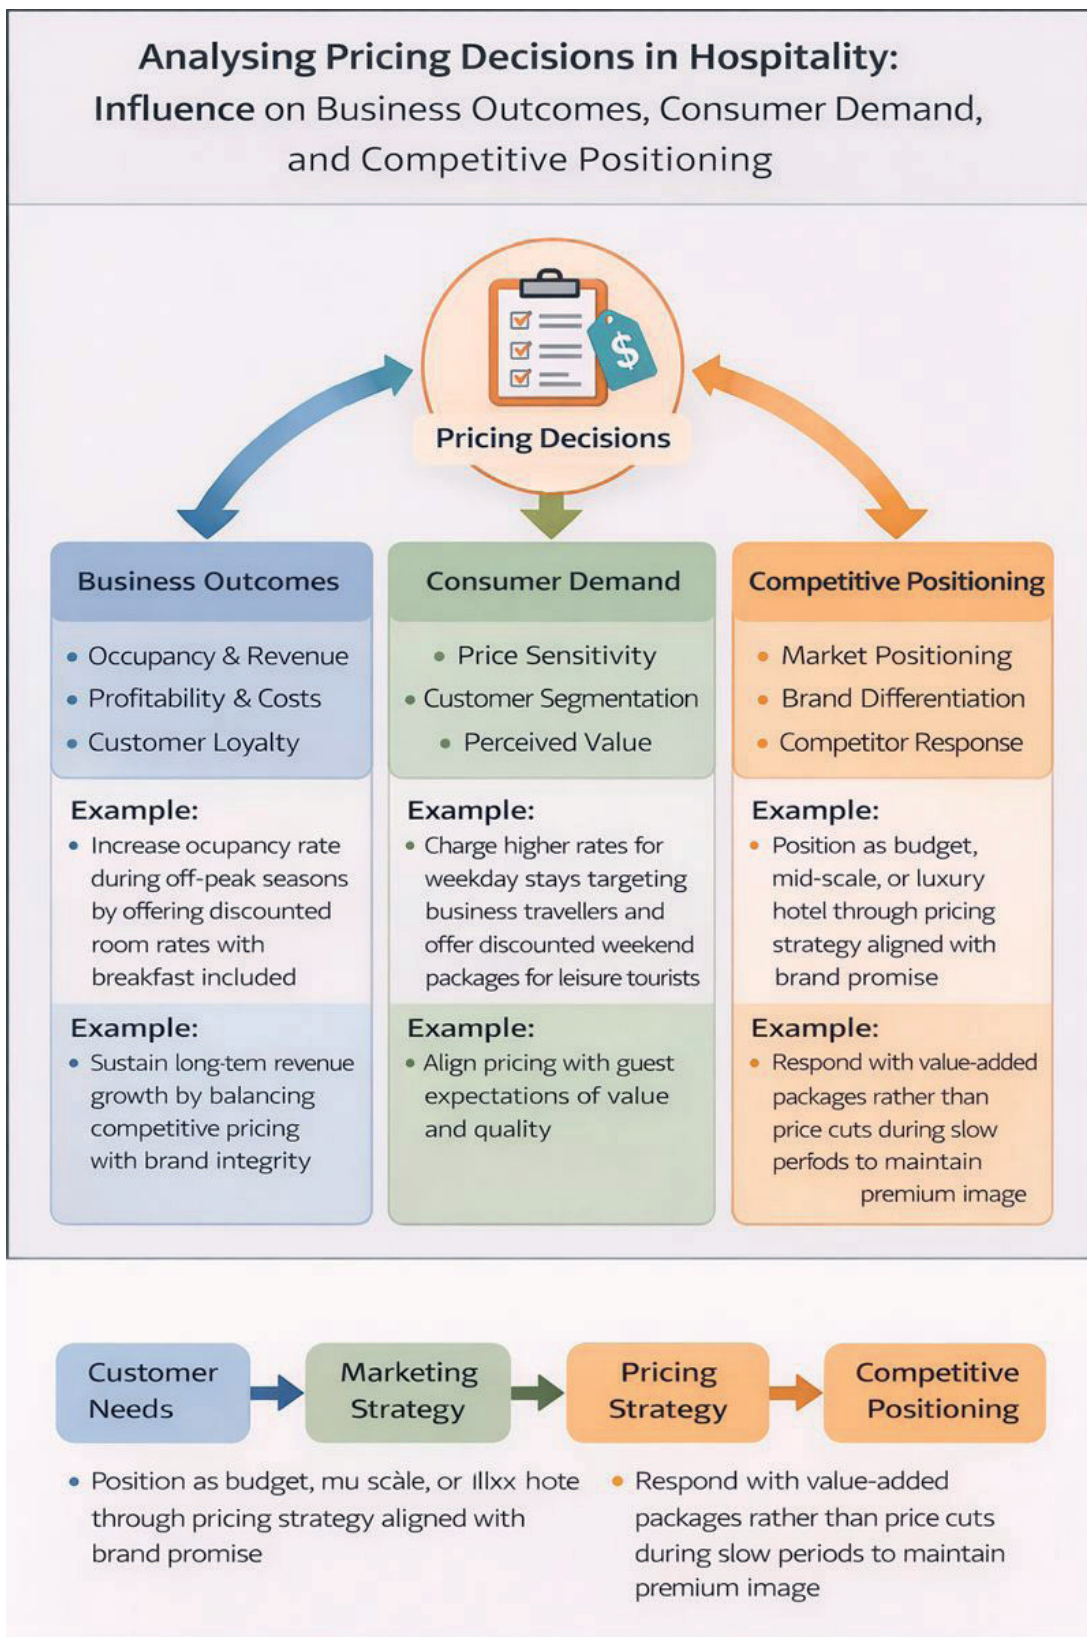 Analysing Pricing Decisions in Hospitality:
Influence on Business Outcomes, Consumer Demand,
and Competitive Positioning
$
Pricing Decisions
Business Outcomes
• Occupancy & Revenue
• Profitability & Costs
• Customer Loyalty
Example:
• Increase ocupancy rate
during off-peak seasons
by offering discounted
room rates with
breakfast included
Example:
• Sustain long-tem revenue
growth by balancing
competitive pricing
with brand integrity
Consumer Demand
• Price Sensitivity
• Customer Segmentation
• Perceived Value
Example:
• Charge higher rates for
weekday stays targeting
business travellers and
offer discounted weekend
packages for leisure tourists
Example:
• Align pricing with guest
expectations of value
and quality
Competitive Positioning
• Market Positioning
• Brand Differentiation
• Competitor Response
Example:
• Position as budget,
mid-scale, or luxury
hotel through pricing
strategy aligned with
brand promise
Example:
• Respond with value-added
packages rather than
price cuts during slow
perfods to maintain
premium image
Customer
Needs
Marketing
Strategy
Pricing
Strategy
Competitive
Positioning
• Position as budget, mu scàle, or hote
through pricing strategy aligned with
brand promise
• Respond with value-added
packages rather than price cuts
during slow periods to maintain
premium image